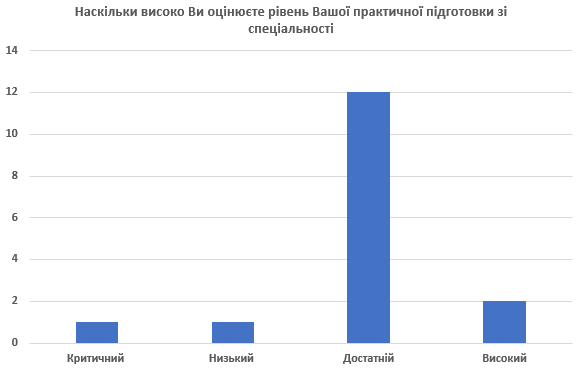 Наскільки високо Ви оцінюєте рівень Вашої практичної підготовки зі
спеціальності
14
12
10
8
6
4
2
0
Критичний Низький Достатній Високий